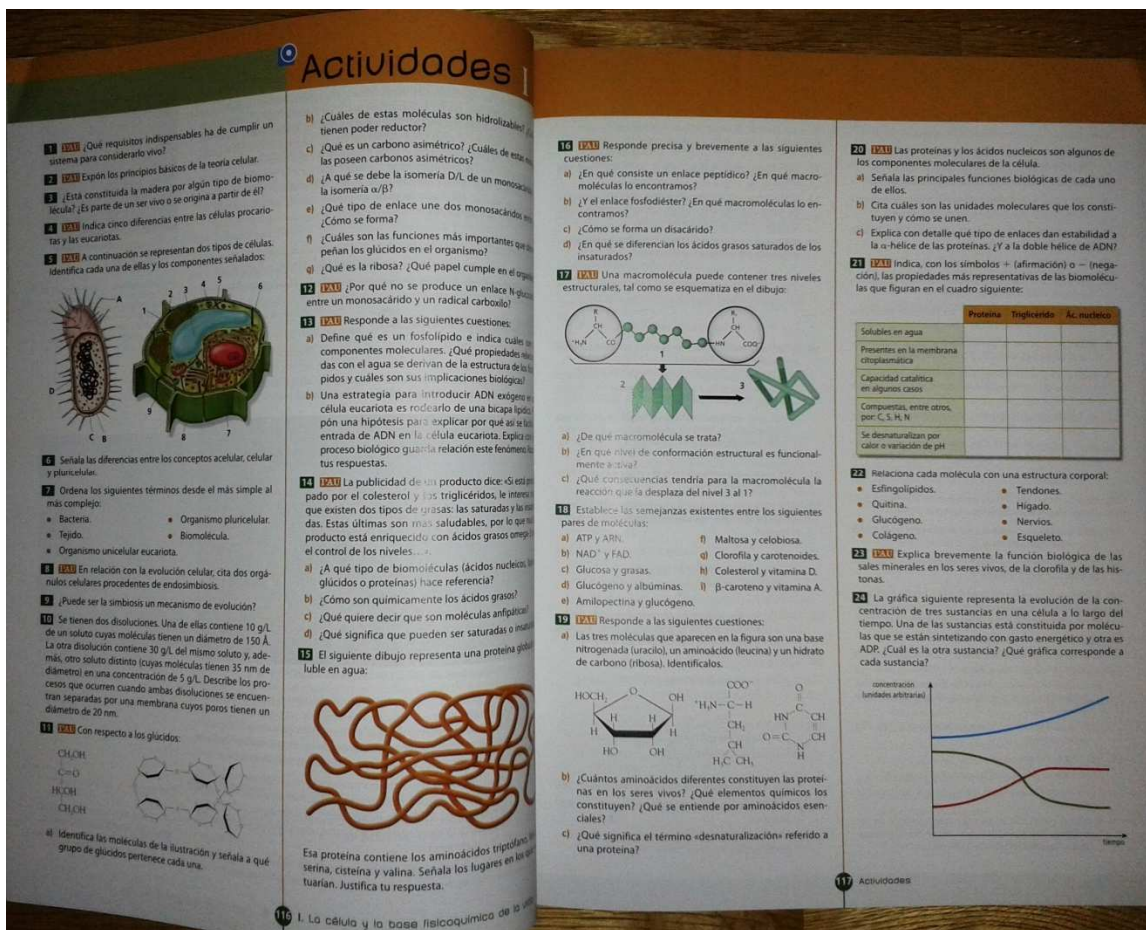 Actividades I
1 PAU ¿Qué requisitos indispensables ha de cumplir un
sistema para considerarlo vivo?
2 PAU Expón los principios básicos de la teoría celular.
3 ¿Está constituida la madera por algún tipo de biomo-
lécula? ¿Es parte de un ser vivo o se origina a partir de él?
4 PAU Indica cinco diferencias entre las células procario-
tas y las eucariotas.
5 PAU A continuación se representan dos tipos de células.
Identifica cada una de ellas y los componentes señalados:
A
D
C B
1 2 3 4 5 6
9 8 7
6 Señala las diferencias entre los conceptos acelular, celular
y pluricelular.
7 Ordena los siguientes términos desde el más simple al
más complejo:
• Bacteria. • Organismo pluricelular.
• Tejido. • Biomolécula.
• Organismo unicelular eucariota.
8 PAU En relación con la evolución celular, cita dos orgá-
nulos celulares procedentes de endosimbiosis.
9 ¿Puede ser la simbiosis un mecanismo de evolución?
10 Se tienen dos disoluciones. Una de ellas contiene 10 g/L
de un soluto cuyas moléculas tienen un diámetro de 150 Å.
La otra disolución contiene 30 g/L del mismo soluto y, ade-
más, otro soluto distinto (cuyas moléculas tienen 35 nm de
diámetro) en una concentración de 5 g/L. Describe los pro-
cesos que ocurren cuando ambas disoluciones se encuen-
tran separadas por una membrana cuyos poros tienen un
diámetro de 20 nm.
11 PAU Con respecto a los glúcidos:
CH₂OH
C=O
HCOH
CH₂OH
a) Identifica las moléculas de la ilustración y señala a qué
grupo de glúcidos pertenece cada una.
b) ¿Cuáles de estas moléculas son hidrolizables?
tienen poder reductor?
c) ¿Qué es un carbono asimétrico? ¿Cuáles de estas
las poseen carbonos asimétricos?
d) ¿A qué se debe la isomería D/L de un
la isomería α/β?
e) ¿Qué tipo de enlace une dos monosacáridos
¿Cómo se forma?
f) ¿Cuáles son las funciones más importantes que
peñan los glúcidos en el organismo?
g) ¿Qué es la ribosa? ¿Qué papel cumple en el
12 PAU ¿Por qué no se produce un enlace
entre un monosacárido y un radical carboxilo?
13 PAU Responde a las siguientes cuestiones:
a) Define qué es un fosfolípido e indica cuáles
componentes moleculares. ¿Qué propiedades
das con el agua se derivan de la estructura de los
pidos y cuáles son sus implicaciones biológicas?
b) Una estrategia para introducir ADN exógeno
célula eucariota es rodearlo de una bicapa lipídica.
pón una hipótesis para explicar por qué así se
entrada de ADN en la célula eucariota. Explica
proceso biológico guarda relación este fenómeno.
tus respuestas.
14 PAU La publicidad de un producto dice: «Si está
pado por el colesterol y los triglicéridos, le
que existen dos tipos de grasas: las saturadas y las
das. Estas últimas son más saludables, por lo que
producto está enriquecido con ácidos grasos omega
el control de los niveles…».
a) ¿A qué tipo de biomoléculas (ácidos nucleicos,
glúcidos o proteínas) hace referencia?
b) ¿Cómo son químicamente los ácidos grasos?
c) ¿Qué quiere decir que son moléculas anfipáticas?
d) ¿Qué significa que pueden ser saturadas o
15 El siguiente dibujo representa una proteína
luble en agua:
Esa proteína contiene los aminoácidos triptófano,
serina, cisteína y valina. Señala los lugares en los
tuarían. Justifica tu respuesta.
116 I. La célula y la base fisicoquímica de la vida
16 PAU Responde precisa y brevemente a las siguientes
cuestiones:
a) ¿En qué consiste un enlace peptídico? ¿En qué macro-
moléculas lo encontramos?
b) ¿Y el enlace fosfodiéster? ¿En qué macromoléculas lo en-
contramos?
c) ¿Cómo se forma un disacárido?
d) ¿En qué se diferencian los ácidos grasos saturados de los
insaturados?
17 PAU Una macromolécula puede contener tres niveles
estructurales, tal como se esquematiza en el dibujo:
R CH ⁺H₃N CO
R CH HN COO⁻
1
2 3
a) ¿De qué macromolécula se trata?
b) ¿En qué nivel de conformación estructural es funcional-
mente activa?
c) ¿Qué consecuencias tendría para la macromolécula la
reacción que la desplaza del nivel 3 al 1?
18 Establece las semejanzas existentes entre los siguientes
pares de moléculas:
a) ATP y ARN. f) Maltosa y celobiosa.
b) NAD⁺ y FAD. g) Clorofila y carotenoides.
c) Glucosa y grasas. h) Colesterol y vitamina D.
d) Glucógeno y albúminas. i) β-caroteno y vitamina A.
e) Amilopectina y glucógeno.
19 PAU Responde a las siguientes cuestiones:
a) Las tres moléculas que aparecen en la figura son una base
nitrogenada (uracilo), un aminoácido (leucina) y un hidrato
de carbono (ribosa). Identifícalos.
HOCH₂ O OH
H H H H
HO OH
COO⁻
⁺H₃N–C–H
CH₂
CH
H₃C CH₃
O
C
HN CH
O=C CH
N
H
b) ¿Cuántos aminoácidos diferentes constituyen las proteí-
nas en los seres vivos? ¿Qué elementos químicos los
constituyen? ¿Qué se entiende por aminoácidos esen-
ciales?
c) ¿Qué significa el término «desnaturalización» referido a
una proteína?
20 PAU Las proteínas y los ácidos nucleicos son algunos de
los componentes moleculares de la célula.
a) Señala las principales funciones biológicas de cada uno
de ellos.
b) Cita cuáles son las unidades moleculares que los consti-
tuyen y cómo se unen.
c) Explica con detalle qué tipo de enlaces dan estabilidad a
la α-hélice de las proteínas. ¿Y a la doble hélice de ADN?
21 PAU Indica, con los símbolos + (afirmación) o − (nega-
ción), las propiedades más representativas de las biomolécu-
las que figuran en el cuadro siguiente:
Proteína Triglicérido Ác. nucleico
Solubles en agua
Presentes en la membrana
citoplasmática
Capacidad catalítica
en algunos casos
Compuestas, entre otros,
por: C, S, H, N
Se desnaturalizan por
calor o variación de pH
22 Relaciona cada molécula con una estructura corporal:
• Esfingolípidos. • Tendones.
• Quitina. • Hígado.
• Glucógeno. • Nervios.
• Colágeno. • Esqueleto.
23 PAU Explica brevemente la función biológica de las
sales minerales en los seres vivos, de la clorofila y de las his-
tonas.
24 La gráfica siguiente representa la evolución de la con-
centración de tres sustancias en una célula a lo largo del
tiempo. Una de las sustancias está constituida por molécu-
las que se están sintetizando con gasto energético y otra es
ADP. ¿Cuál es la otra sustancia? ¿Qué gráfica corresponde a
cada sustancia?
concentración
(unidades arbitrarias)
tiempo
117 Actividades